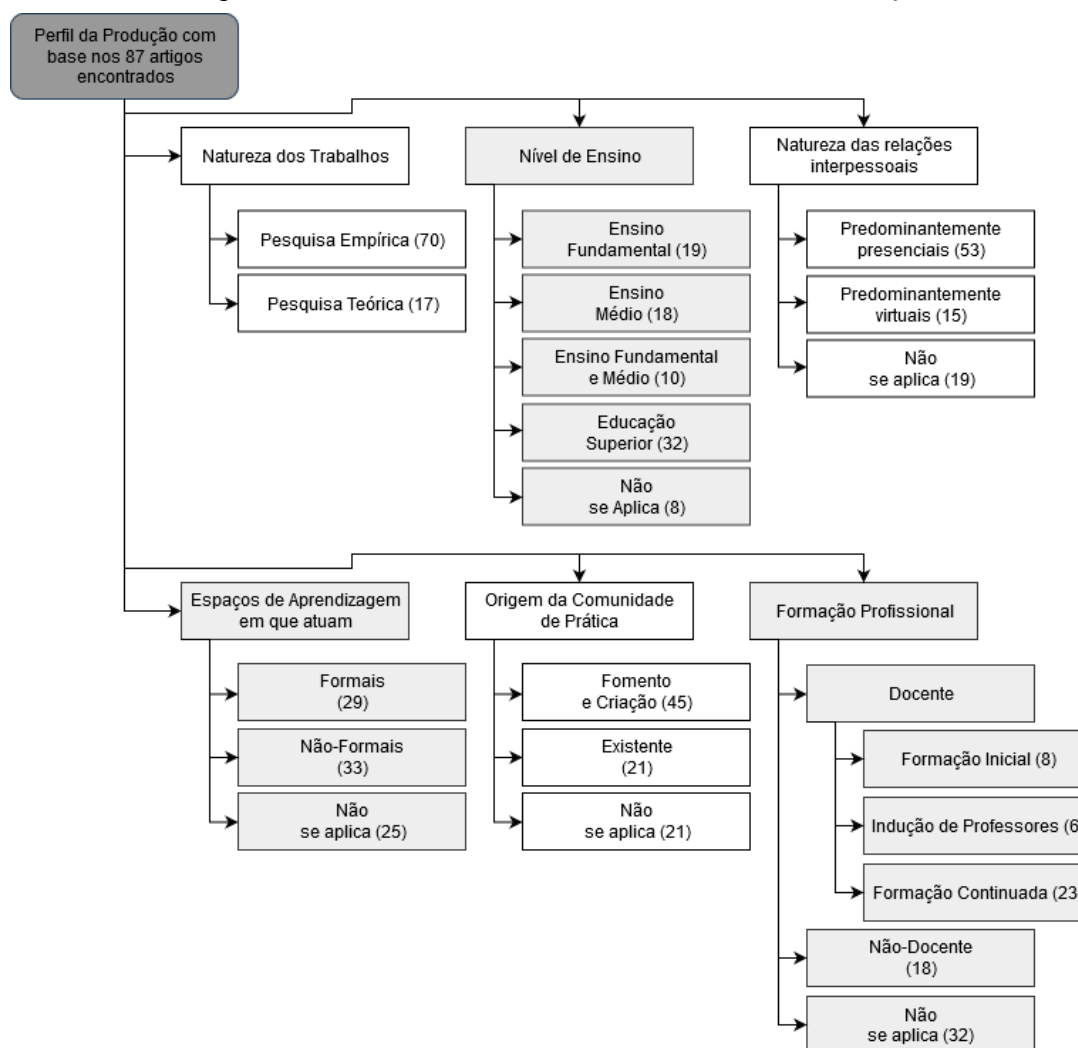 Perfil da Produção com
base nos 87 artigos
encontrados
Natureza dos Trabalhos
Pesquisa Empírica (70)
Pesquisa Teórica (17)
Nível de Ensino
Ensino
Fundamental (19)
Ensino
Médio (18)
Ensino Fundamental
e Médio (10)
Educação
Superior (32)
Não
se Aplica (8)
Natureza das relações
interpessoais
Predominantemente
presenciais (53)
Predominantemente
virtuais (15)
Não
se aplica (19)
Espaços de Aprendizagem
em que atuam
Formais
(29)
Não-Formais
(33)
Não
se aplica (25)
Origem da Comunidade
de Prática
Fomento
e Criação (45)
Existente
(21)
Não
se aplica (21)
Formação Profissional
Docente
Formação Inicial (8)
Indução de Professores (6
Formação Continuada (23
Não-Docente
(18)
Não
se aplica (32)